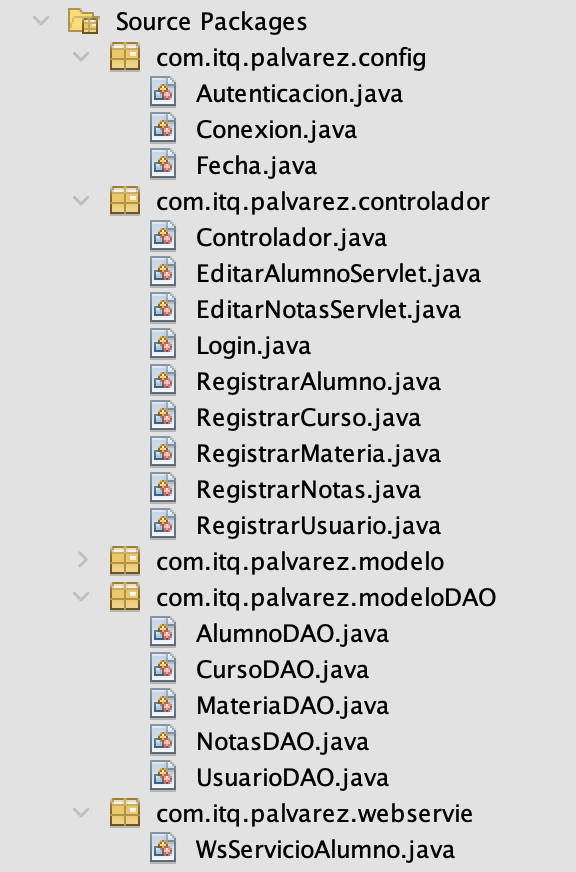 Source Packages
com.itq.palvarez.config
Autenticacion.java
Conexion.java
Fecha.java
com.itq.palvarez.controlador
Controlador.java
EditarAlumnoServlet.java
EditarNotasServlet.java
Login.java
RegistrarAlumno.java
RegistrarCurso.java
RegistrarMateria.java
RegistrarNotas.java
RegistrarUsuario.java
com.itq.palvarez.modelo
com.itq.palvarez.modeloDAO
AlumnoDAO.java
CursoDAO.java
MateriaDAO.java
NotasDAO.java
UsuarioDAO.java
com.itq.palvarez.webservie
WsServicioAlumno.java